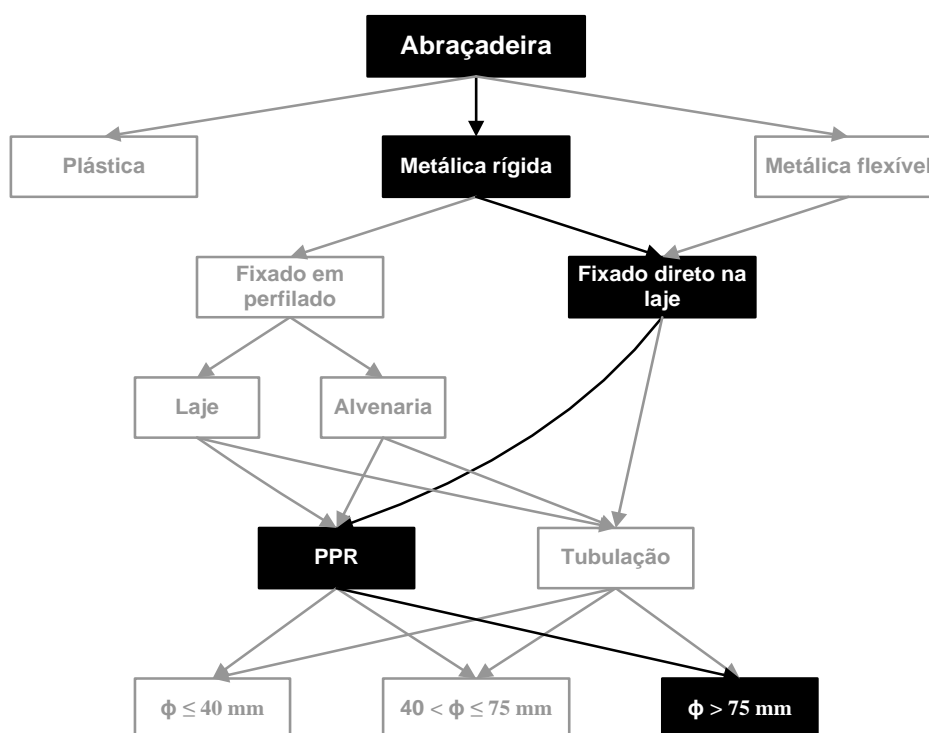 Abraçadeira
Plástica
Metálica rígida
Metálica flexível
Fixado em
perfilado
Fixado direto na
laje
Laje
Alvenaria
PPR
Tubulação
ϕ ≤ 40 mm
40 < ϕ ≤ 75 mm
ϕ > 75 mm